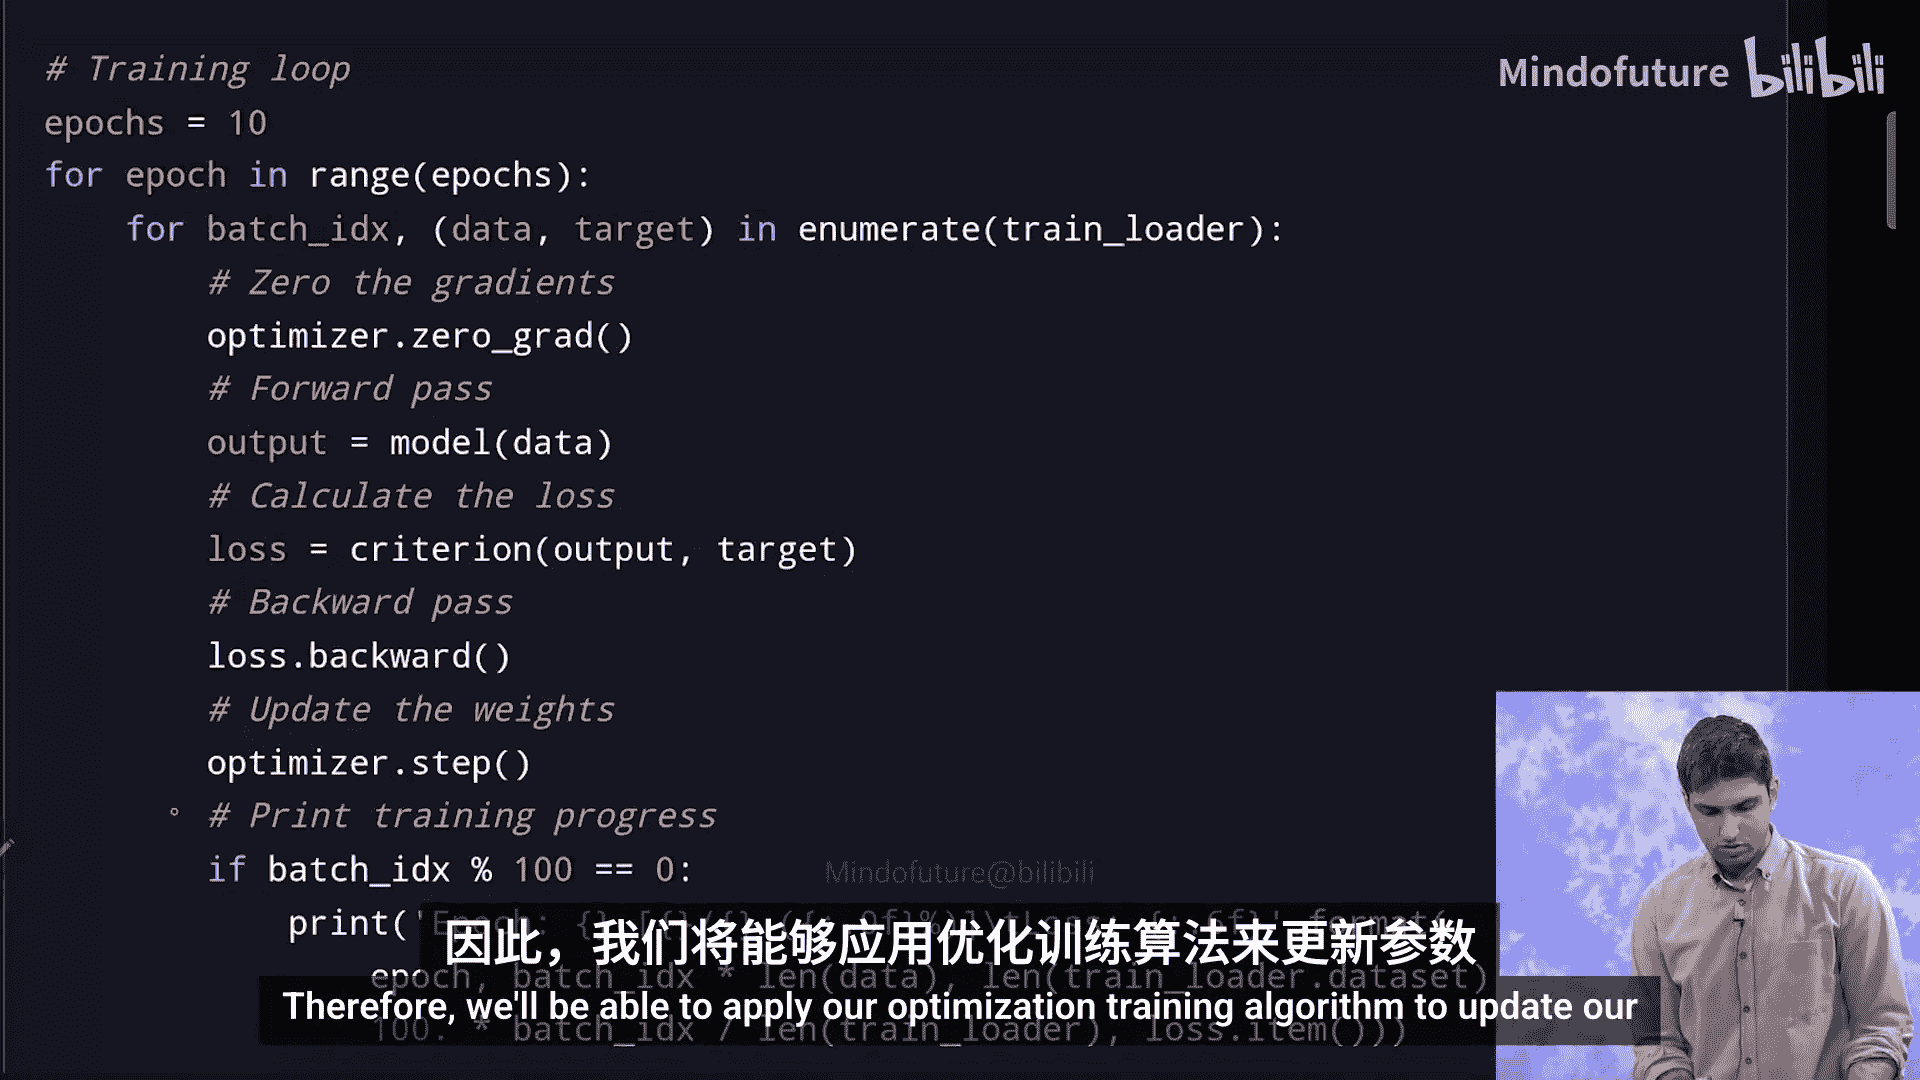 # Training loop
Mindofuture bilibili
epochs = 10
for epoch in range(epochs):
for batch_idx, (data, target) in enumerate(train_loader):
# Zero the gradients
optimizer.zero_grad()
# Forward pass
output = model(data)
# Calculate the loss
loss = criterion(output, target)
# Backward pass
loss.backward()
# Update the weights
optimizer.step()
# Print training progress
if batch_idx % 100 == 0:
Mindofuture@bilibili
print('Epoch: {} [{}/{} ({:.0f}%)]\tLoss: {:.6f}'.format(
因此，我们将能够应用优化训练算法来更新参数
epoch, batch_idx * len(data), len(train_loader.dataset)
Therefore, we'll be able to apply our optimization training algorithm to update our
100. * batch_idx / len(train_loader), loss.item()))